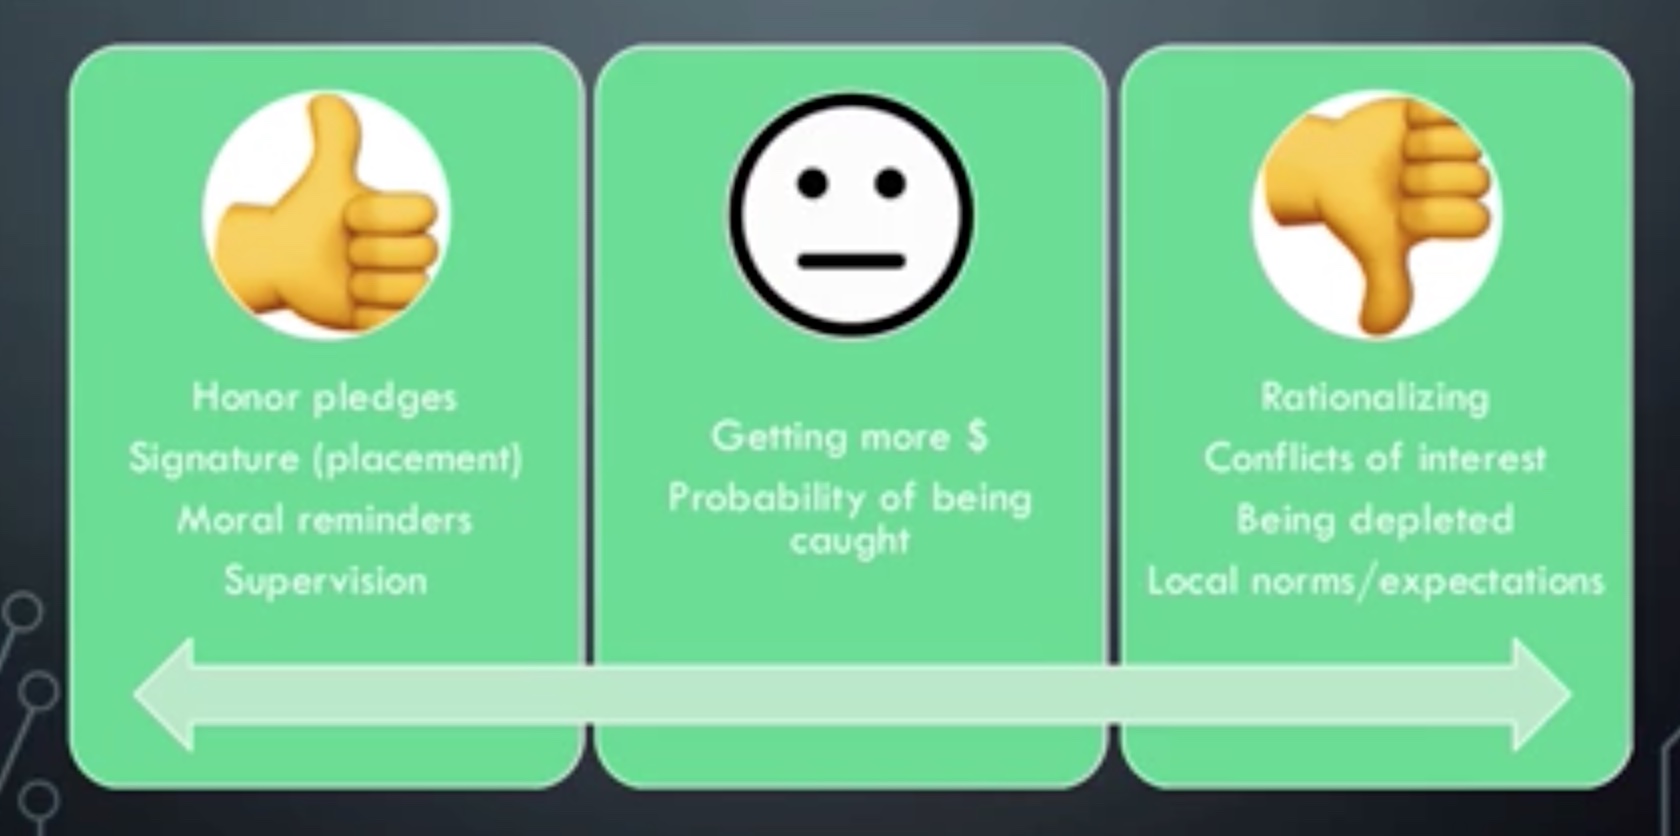 Honor pledges
Signature (placement)
Moral reminders
Supervision
Getting more $
Probability of being
caught
Rationalizing
Conflicts of interest
Being depleted
Local norms/expectations